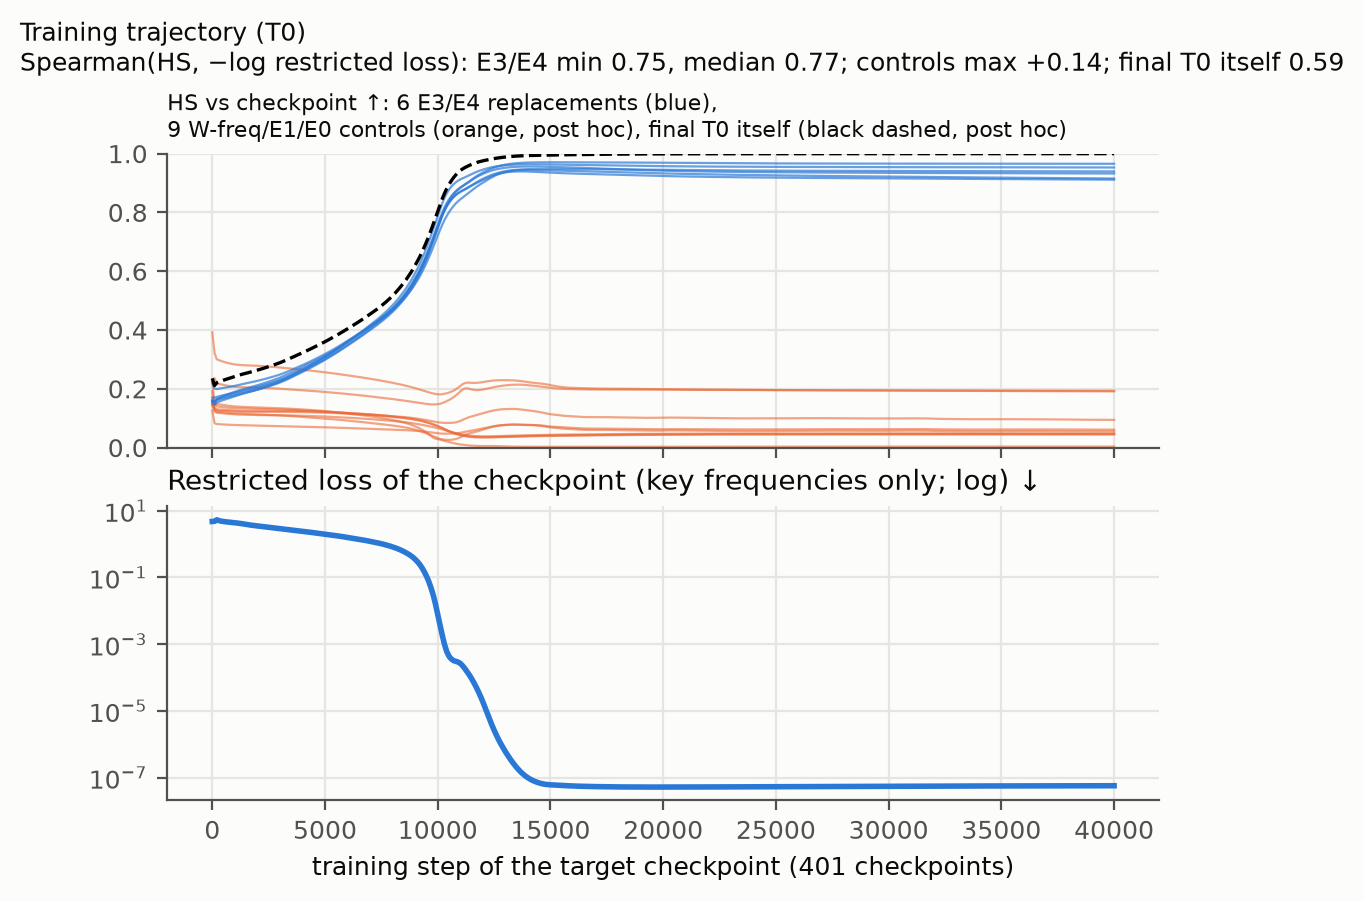 Training trajectory (T0)
Spearman(HS, −log restricted loss): E3/E4 min 0.75, median 0.77; controls max +0.14; final T0 itself 0.59
HS vs checkpoint ↑: 6 E3/E4 replacements (blue),
9 W-freq/E1/E0 controls (orange, post hoc), final T0 itself (black dashed, post hoc)
1.0
0.8
0.6
0.4
0.2
0.0
Restricted loss of the checkpoint (key frequencies only; log) ↓
10¹
10⁻¹
10⁻³
10⁻⁵
10⁻⁷
0 5000 10000 15000 20000 25000 30000 35000 40000
training step of the target checkpoint (401 checkpoints)